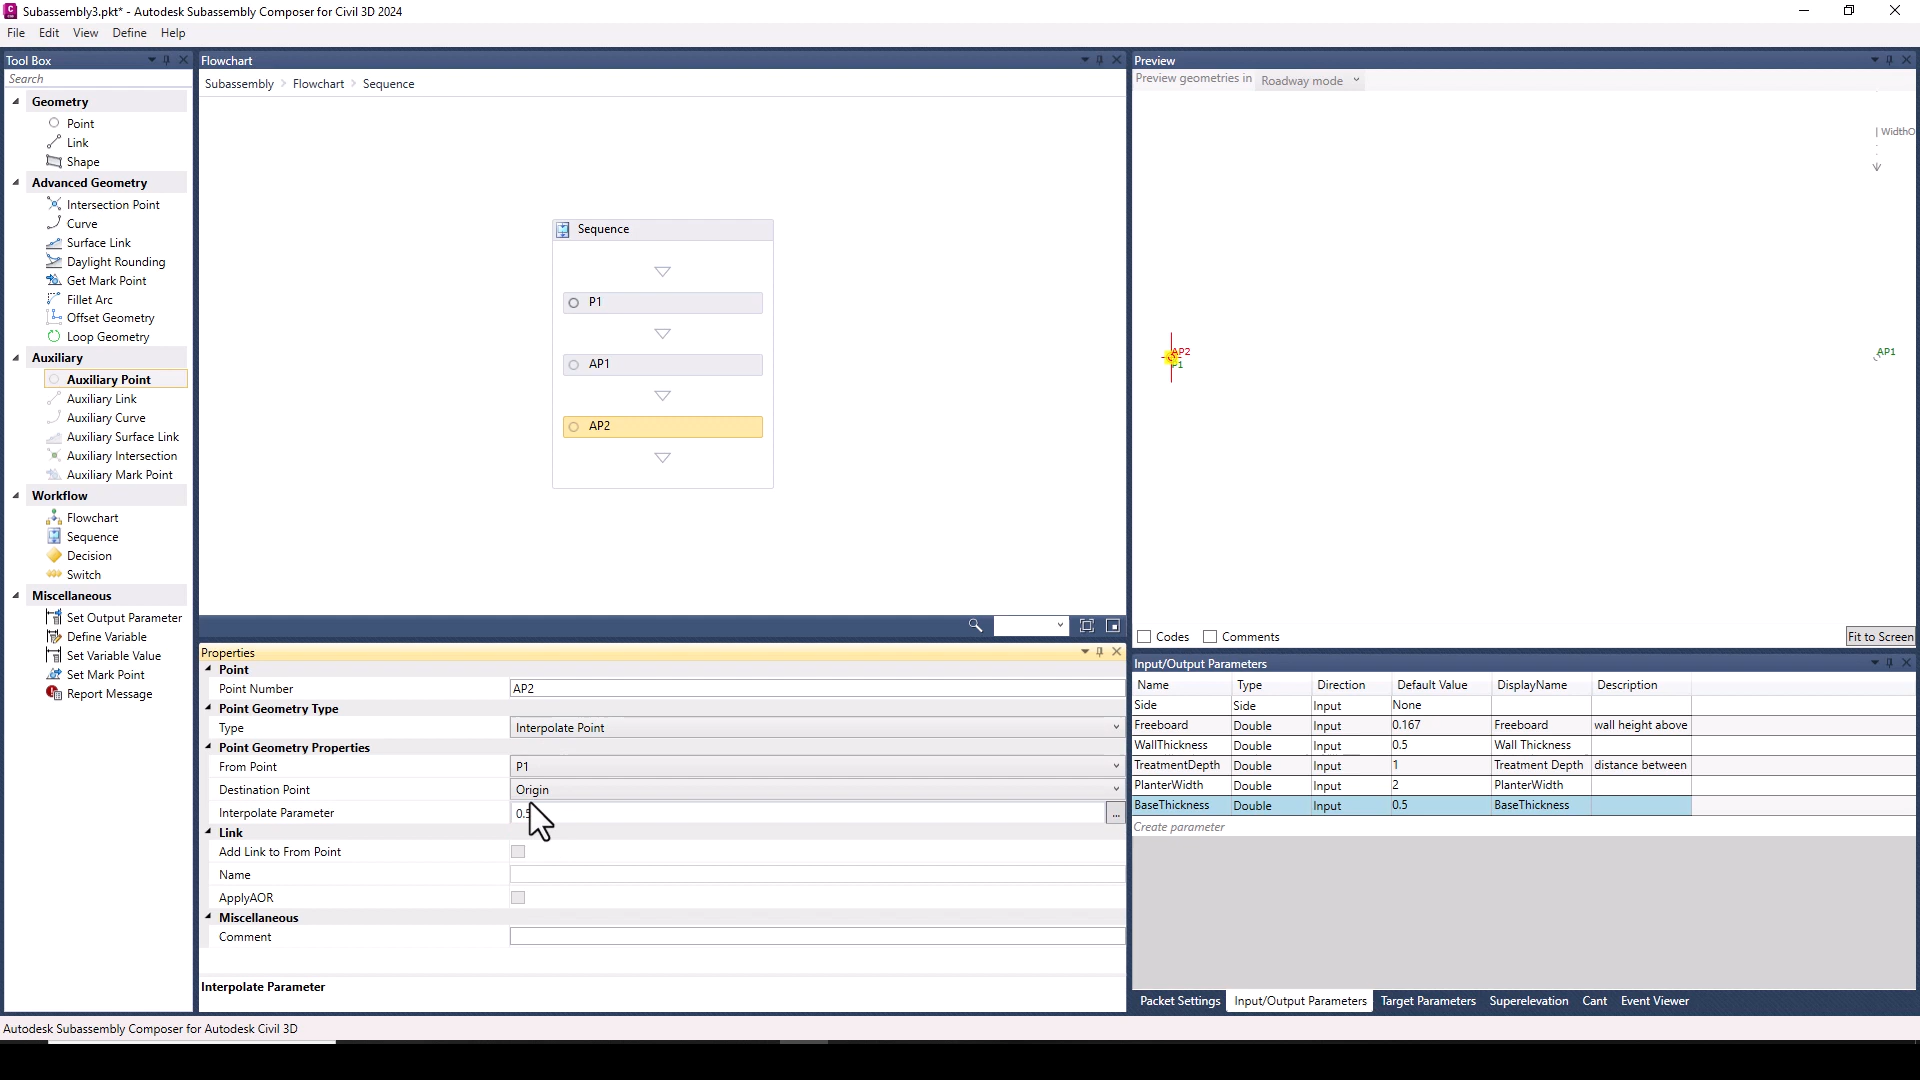 Subassembly3.pkt* - Autodesk Subassembly Composer for Civil 3D 2024
File Edit View Define Help
Tool Box
Search
Geometry
Point
Link
Shape
Advanced Geometry
Intersection Point
Curve
Surface Link
Daylight Rounding
Get Mark Point
Fillet Arc
Offset Geometry
Loop Geometry
Auxiliary
Auxiliary Point
Auxiliary Link
Auxiliary Curve
Auxiliary Surface Link
Auxiliary Intersection
Auxiliary Mark Point
Workflow
Flowchart
Sequence
Decision
Switch
Miscellaneous
Set Output Parameter
Define Variable
Set Variable Value
Set Mark Point
Report Message
Flowchart
Subassembly Flowchart Sequence
Sequence
P1
AP1
AP2
Properties
Point
Point Number AP2
Point Geometry Type
Type Interpolate Point
Point Geometry Properties
From Point P1
Destination Point Origin
Interpolate Parameter 0.5 ...
Link
Add Link to From Point
Name
ApplyAOR
Miscellaneous
Comment
Interpolate Parameter
Preview
Preview geometries in Roadway mode
WidthO
AP2
P1
AP1
Codes Comments Fit to Screen
Input/Output Parameters
Name Type Direction Default Value DisplayName Description
Side Side Input None
Freeboard Double Input 0.167 Freeboard wall height above
WallThickness Double Input 0.5 Wall Thickness
TreatmentDepth Double Input 1 Treatment Depth distance between
PlanterWidth Double Input 2 PlanterWidth
BaseThickness Double Input 0.5 BaseThickness
Create parameter
Packet Settings Input/Output Parameters Target Parameters Superelevation Cant Event Viewer
Autodesk Subassembly Composer for Autodesk Civil 3D